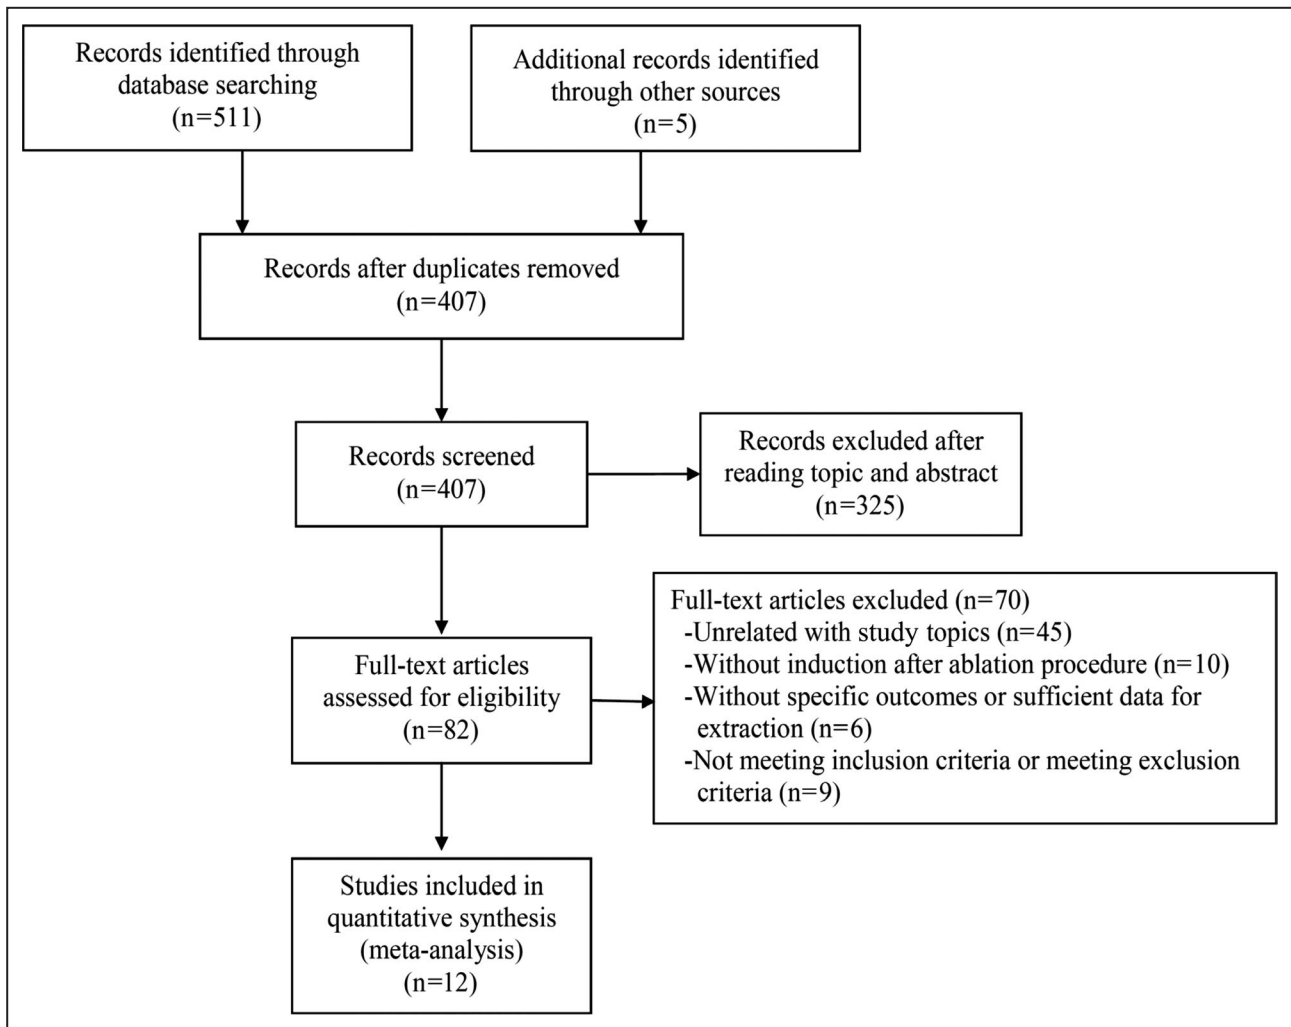 Records identified through
database searching
(n=511)
Additional records identified
through other sources
(n=5)
Records after duplicates removed
(n=407)
Records screened
(n=407)
Records excluded after
reading topic and abstract
(n=325)
Full-text articles
assessed for eligibility
(n=82)
Full-text articles excluded (n=70)
-Unrelated with study topics (n=45)
-Without induction after ablation procedure (n=10)
-Without specific outcomes or sufficient data for
extraction (n=6)
-Not meeting inclusion criteria or meeting exclusion
criteria (n=9)
Studies included in
quantitative synthesis
(meta-analysis)
(n=12)